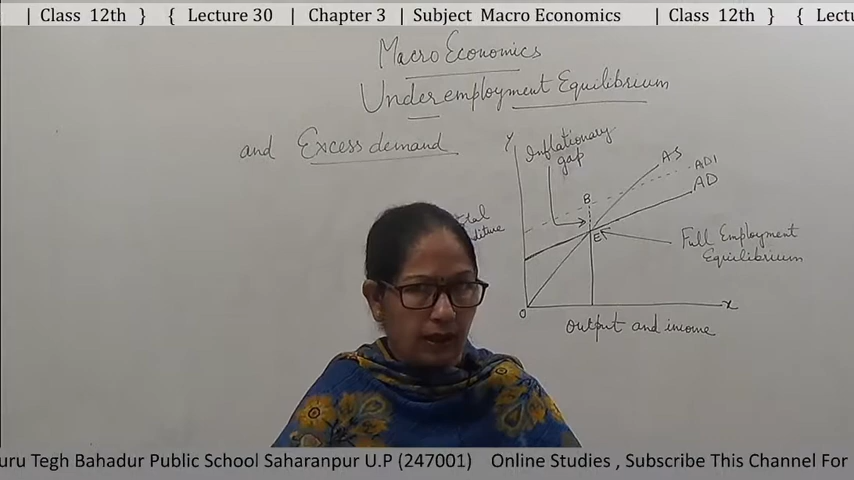 | Class 12th } { Lecture 30 | Chapter 3 | Subject Macro Economics | Class 12th } { Lectu
Macro Economics
Underemployment Equilibrium
and Excess demand
Y
Inflationary
gap
AS
AD1
AD
B
E
Full Employment
Equilibrium
O
x
output and income
uru Tegh Bahadur Public School Saharanpur U.P (247001) Online Studies , Subscribe This Channel For